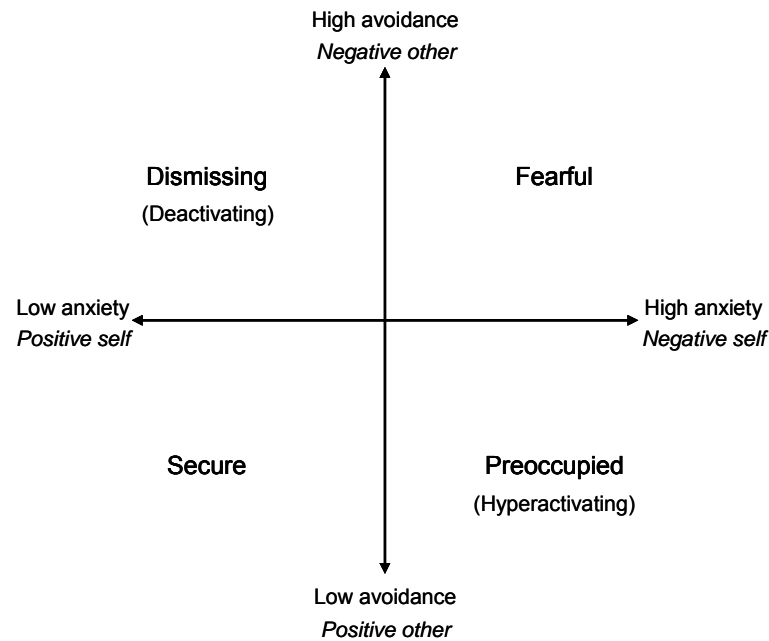 High avoidance
Negative other
Dismissing
(Deactivating)
Fearful
Low anxiety
Positive self
High anxiety
Negative self
Secure
Preoccupied
(Hyperactivating)
Low avoidance
Positive other